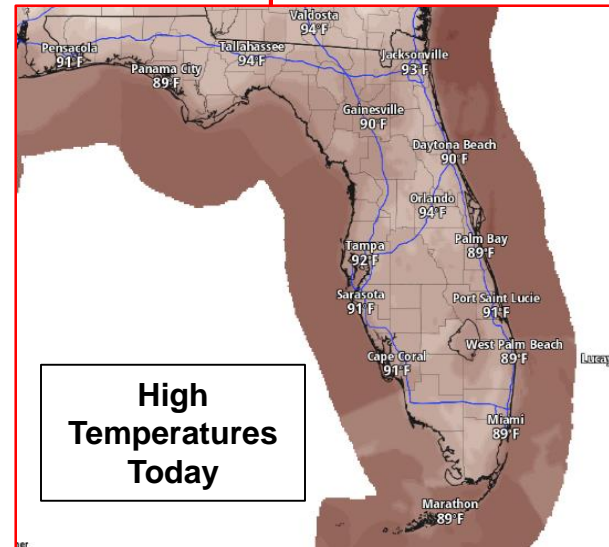 Valdosta
94°F
Pensacola
91°F
Tallahassee
94°F
Jacksonville
93°F
Panama City
89°F
Gainesville
90°F
Daytona Beach
90°F
Orlando
94°F
Tampa
92°F
Palm Bay
89°F
Sarasota
91°F
Port Saint Lucie
91°F
Cape Coral
91°F
West Palm Beach
89°F
Lucay
High
Temperatures
Today
Miami
89°F
Marathon
89°F